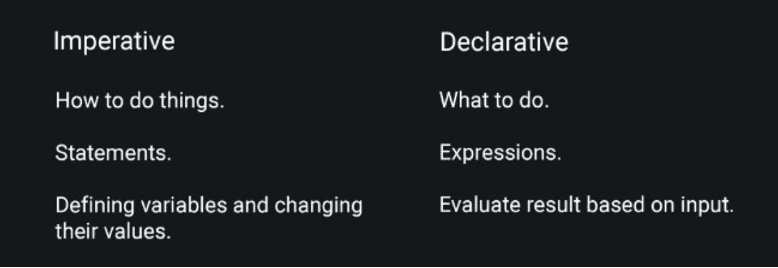 Imperative
Declarative
How to do things.
What to do.
Statements.
Expressions.
Defining variables and changing
their values.
Evaluate result based on input.